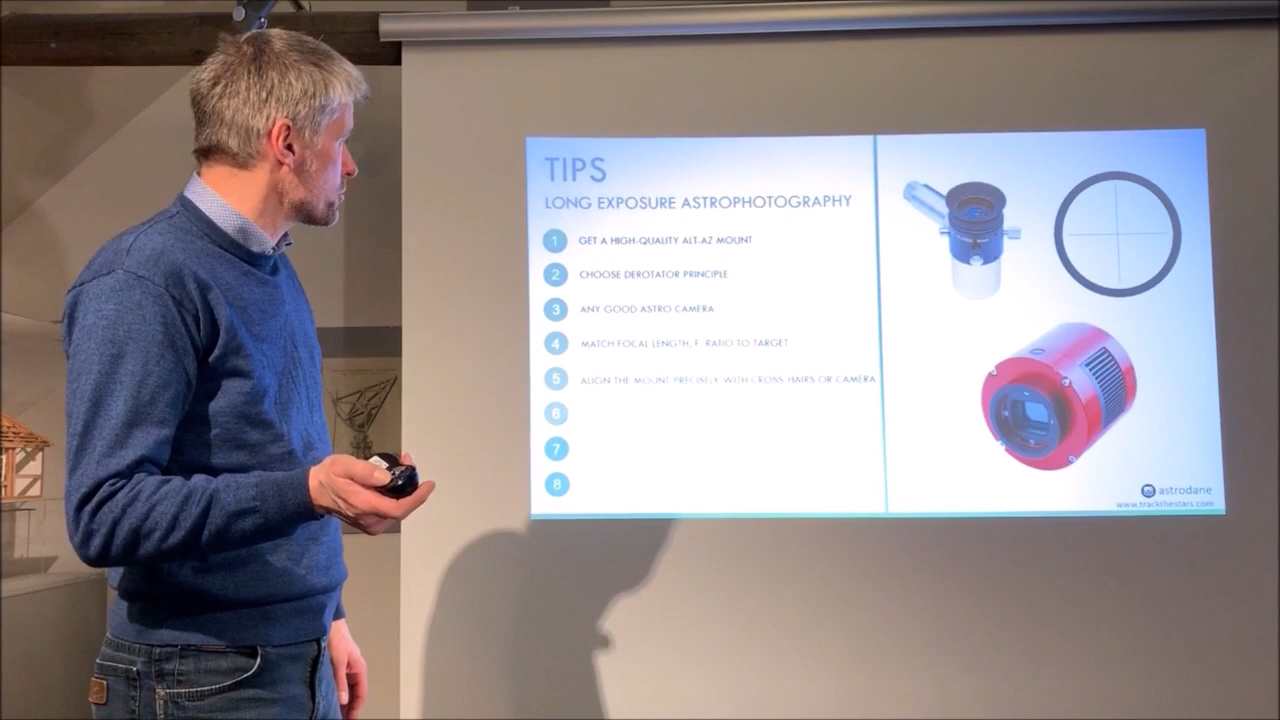 TIPS
LONG EXPOSURE ASTROPHOTOGRAPHY
1 GET A HIGH-QUALITY ALT-AZ MOUNT
2 CHOOSE DEROTATOR PRINCIPLE
3 ANY GOOD ASTRO CAMERA
4 MATCH FOCAL LENGTH, F-RATIO TO TARGET
5 ALIGN THE MOUNT PRECISELY WITH CROSS HAIRS OR CAMERA
6
7
8
astrodane
www.trackthestars.com